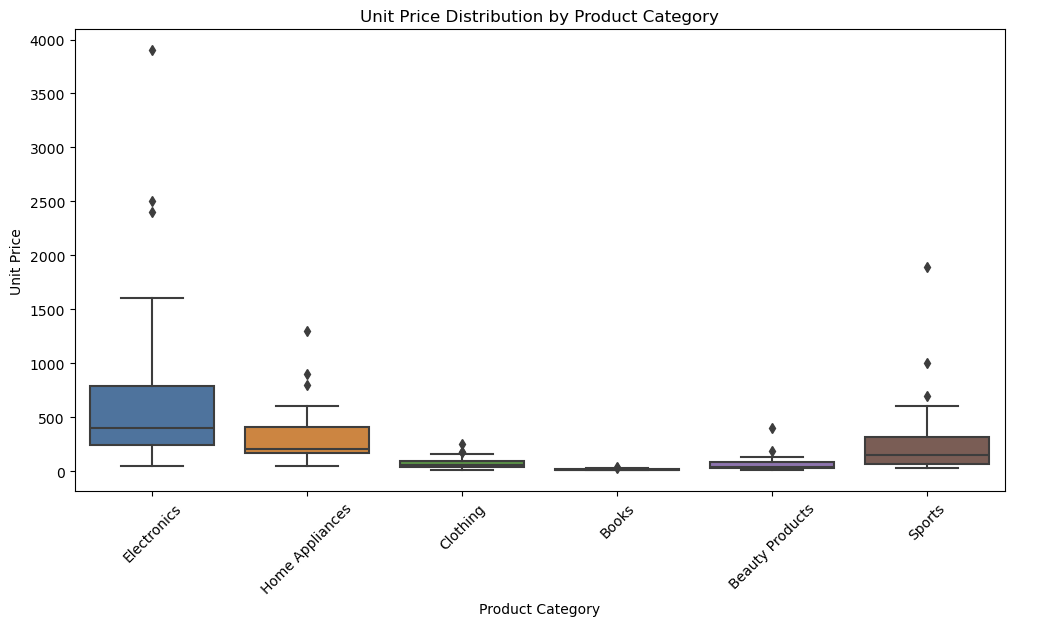 Unit Price Distribution by Product Category
4000
3500
3000
2500
2000
1500
1000
500
0
Unit Price
Electronics
Home Appliances
Clothing
Books
Beauty Products
Sports
Product Category